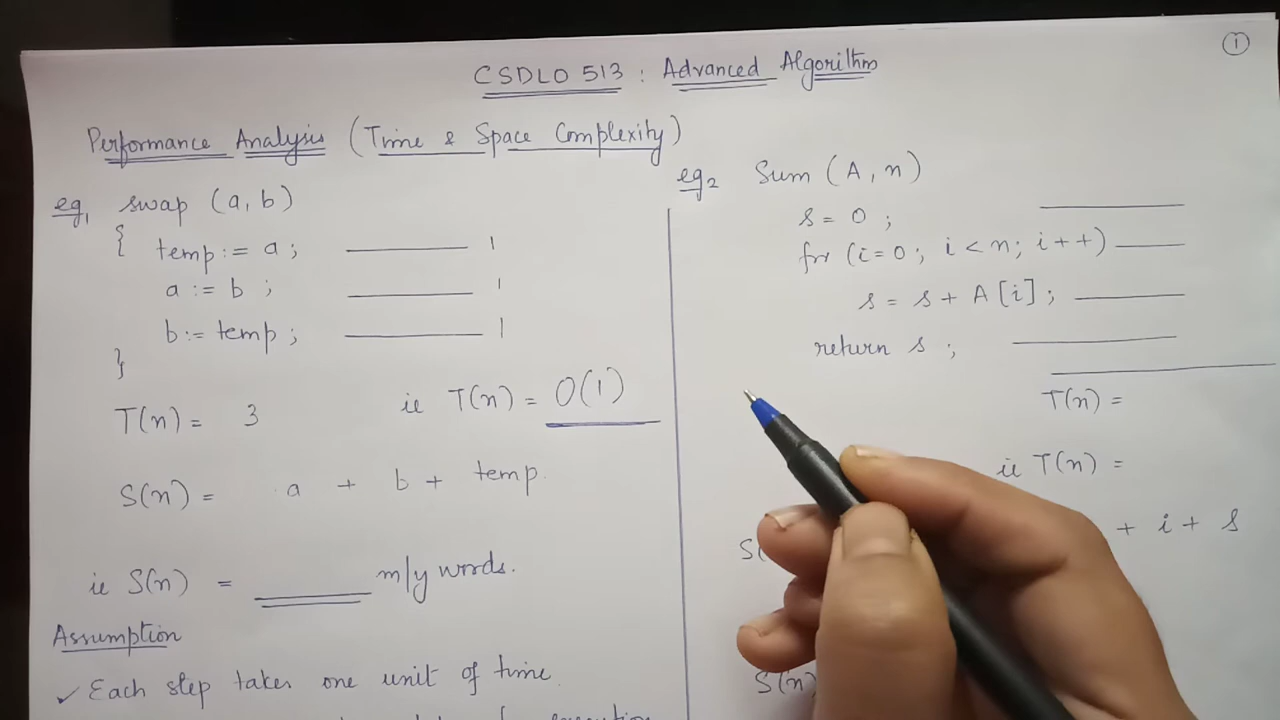 ①
CSDLO 513 : Advanced Algorithm
Performance Analysis (Time & Space Complexity)
eg1 swap (a, b)
{ temp := a ; 1
a := b ; 1
b := temp ; 1
}
T(n) = 3 ie T(n) = O(1)
S(n) = a + b + temp
ie S(n) = m/y words.
Assumption
✓ Each step takes one unit of time.
eg2 Sum (A, n)
s = 0 ;
for (i=0 ; i < n; i++)
s = s + A[i] ;
return s ;
T(n) =
ie T(n) =
+ i + s
S(n)